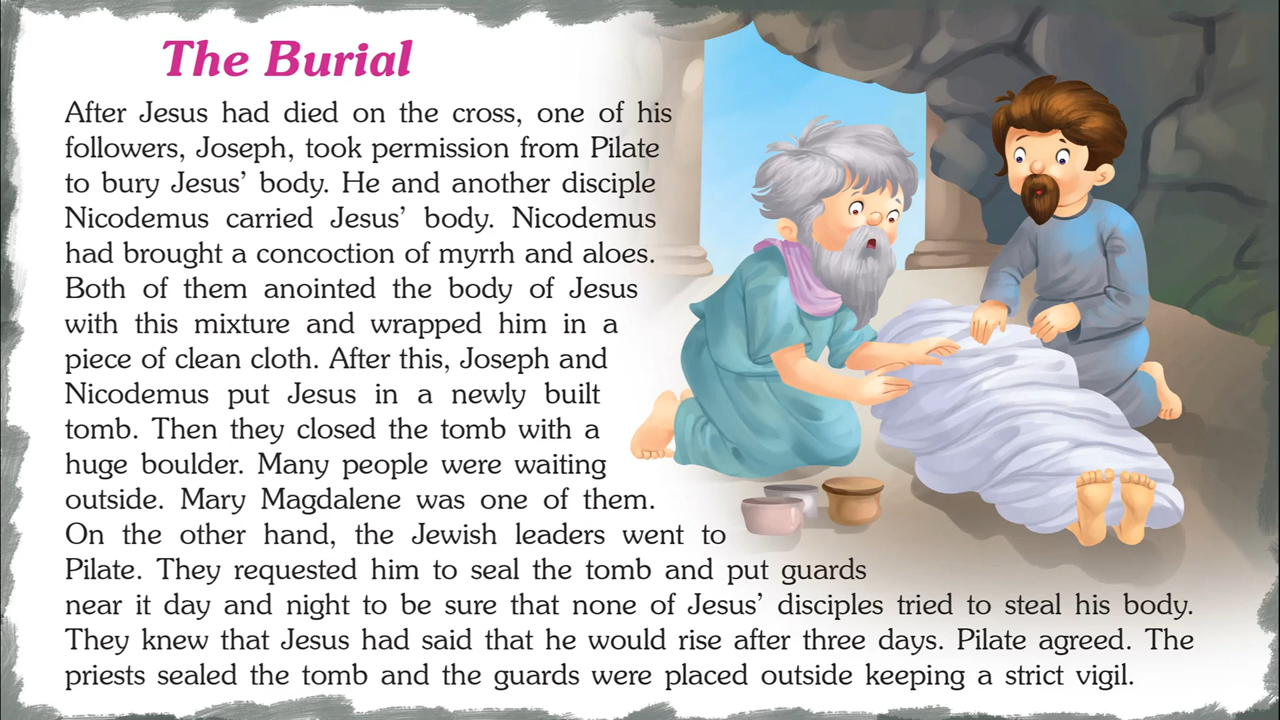 The Burial
After Jesus had died on the cross, one of his
followers, Joseph, took permission from Pilate
to bury Jesus’ body. He and another disciple
Nicodemus carried Jesus’ body. Nicodemus
had brought a concoction of myrrh and aloes.
Both of them anointed the body of Jesus
with this mixture and wrapped him in a
piece of clean cloth. After this, Joseph and
Nicodemus put Jesus in a newly built
tomb. Then they closed the tomb with a
huge boulder. Many people were waiting
outside. Mary Magdalene was one of them.
On the other hand, the Jewish leaders went to
Pilate. They requested him to seal the tomb and put guards
near it day and night to be sure that none of Jesus’ disciples tried to steal his body.
They knew that Jesus had said that he would rise after three days. Pilate agreed. The
priests sealed the tomb and the guards were placed outside keeping a strict vigil.